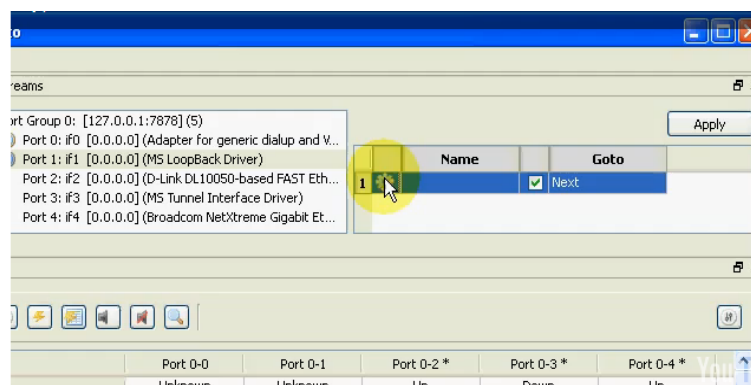 to
reams
ort Group 0: [127.0.0.1:7878] (5)
Port 0: if0 [0.0.0.0] (Adapter for generic dialup and V...
Port 1: if1 [0.0.0.0] (MS LoopBack Driver)
Port 2: if2 [0.0.0.0] (D-Link DL10050-based FAST Eth...
Port 3: if3 [0.0.0.0] (MS Tunnel Interface Driver)
Port 4: if4 [0.0.0.0] (Broadcom NetXtreme Gigabit Et...
Apply
Name Goto
1 Next
Port 0-0 Port 0-1 Port 0-2 * Port 0-3 * Port 0-4 *
Unknown Unknown Up Down Up